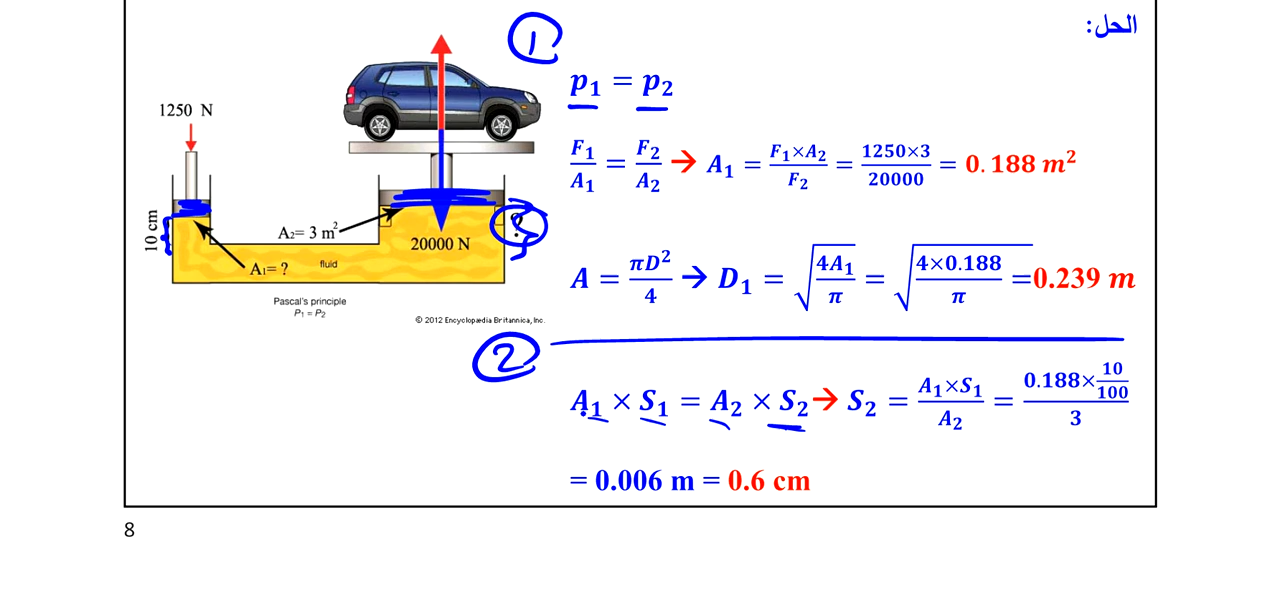 الحل:
1
p₁ = p₂
1250 N
F₁/A₁ = F₂/A₂ → A₁ = F₁×A₂/F₂ = 1250×3/20000 = 0.188 m²
10 cm
A₂= 3 m²
?
20000 N
A₁= ?
fluid
A = πD²/4 → D₁ = √(4A₁/π) = √(4×0.188/π) =0.239 m
Pascal's principle
P₁ = P₂
© 2012 Encyclopædia Britannica, Inc.
2
A₁ × S₁ = A₂ × S₂ → S₂ = A₁×S₁/A₂ = 0.188×10/100/3
= 0.006 m = 0.6 cm
8